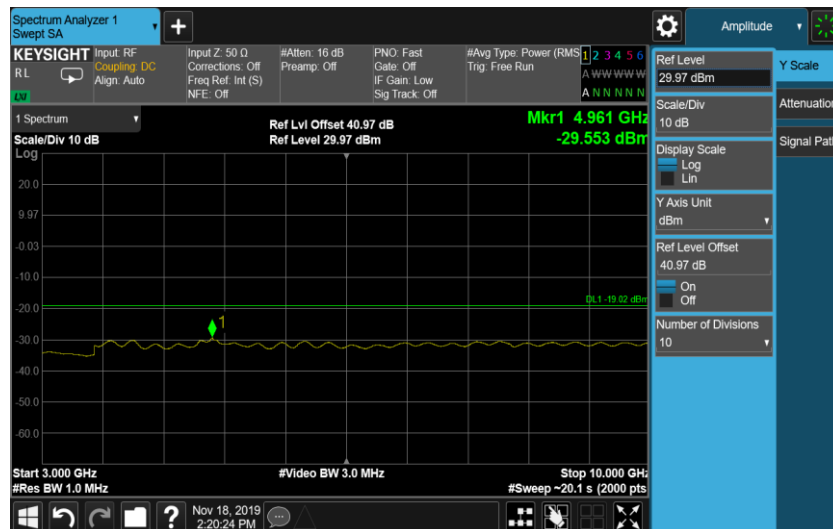 Spectrum Analyzer 1
Swept SA
Amplitude
KEYSIGHT
RL
LXI
Input: RF
Coupling: DC
Align: Auto
Input Z: 50 Ω
Corrections: Off
Freq Ref: Int (S)
NFE: Off
#Atten: 16 dB
Preamp: Off
PNO: Fast
Gate: Off
IF Gain: Low
Sig Track: Off
#Avg Type: Power (RMS
Trig: Free Run
1 2 3 4 5 6
A W W W W W
A N N N N N
1 Spectrum
Scale/Div 10 dB
Log
Ref Lvl Offset 40.97 dB
Ref Level 29.97 dBm
Mkr1 4.961 GHz
-29.553 dBm
20.0
9.97
-0.03
-10.0
-20.0
-30.0
-40.0
-50.0
-60.0
DL1 -19.02 dBm
1
Start 3.000 GHz
#Res BW 1.0 MHz
#Video BW 3.0 MHz
Stop 10.000 GHz
#Sweep ~20.1 s (2000 pts
Ref Level
29.97 dBm
Scale/Div
10 dB
Display Scale
Log
Lin
Y Axis Unit
dBm
Ref Level Offset
40.97 dB
On
Off
Number of Divisions
10
Y Scale
Attenuation
Signal Path
?
Nov 18, 2019
2:20:24 PM